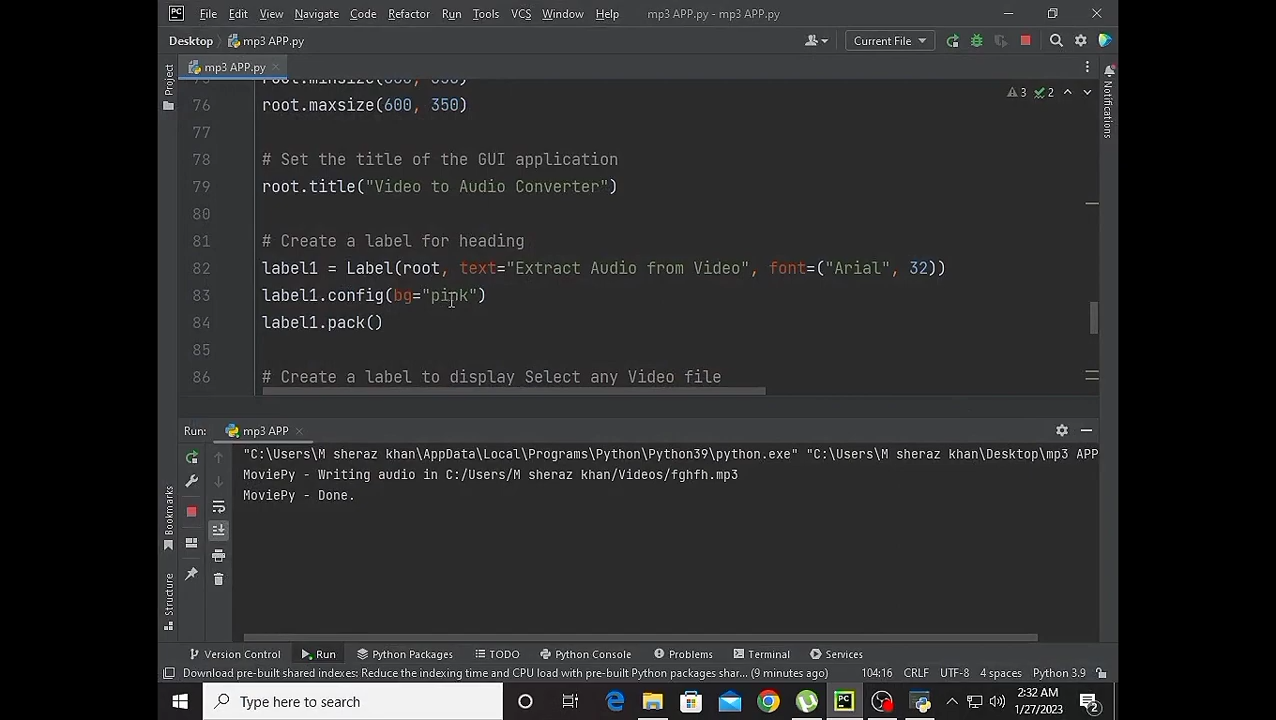 File Edit View Navigate Code Refactor Run Tools VCS Window Help mp3 APP.py - mp3 APP.py
Desktop mp3 APP.py Current File
mp3 APP.py
Project
Notifications
3 2
76 root.maxsize(600, 350)
77
78 # Set the title of the GUI application
79 root.title("Video to Audio Converter")
80
81 # Create a label for heading
82 label1 = Label(root, text="Extract Audio from Video", font=("Arial", 32))
83 label1.config(bg="pink")
84 label1.pack()
85
86 # Create a label to display Select any Video file
Run: mp3 APP
"C:\Users\M sheraz khan\AppData\Local\Programs\Python\Python39\python.exe" "C:\Users\M sheraz khan\Desktop\mp3 APP
MoviePy - Writing audio in C:/Users/M sheraz khan/Videos/fghfh.mp3
MoviePy - Done.
Bookmarks
Structure
Version Control Run Python Packages TODO Python Console Problems Terminal Services
Download pre-built shared indexes: Reduce the indexing time and CPU load with pre-built Python packages shar... (9 minutes ago) 104:16 CRLF UTF-8 4 spaces Python 3.9
Type here to search
2:32 AM
1/27/2023
2